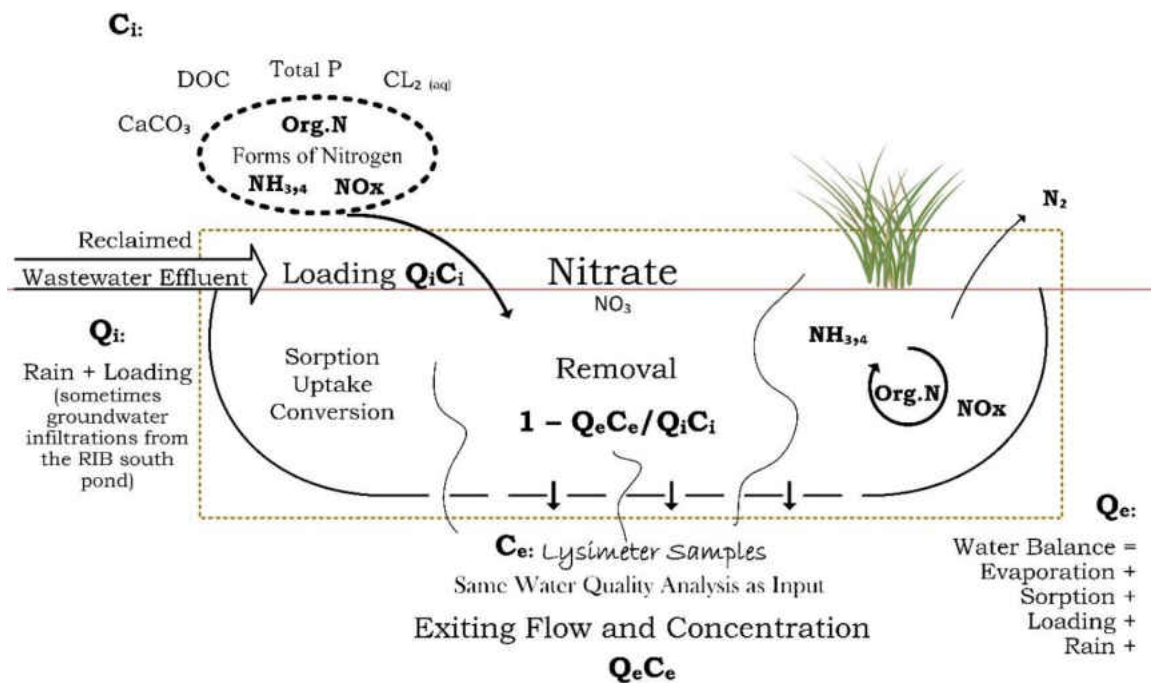 Ci:
DOC
Total P
CL₂ (aq)
CaCO₃
Org.N
Forms of Nitrogen
NH₃,₄ NOx
N₂
Reclaimed
Wastewater Effluent
Loading QᵢCᵢ
Nitrate
NO₃
Qi:
Rain + Loading
(sometimes
groundwater
infiltrations from
the RIB south
pond)
Sorption
Uptake
Conversion
Removal
1 – QₑCₑ/QᵢCᵢ
NH₃,₄
Org.N
NOx
Ce: Lysimeter Samples
Same Water Quality Analysis as Input
Exiting Flow and Concentration
QₑCₑ
Qe:
Water Balance =
Evaporation +
Sorption +
Loading +
Rain +